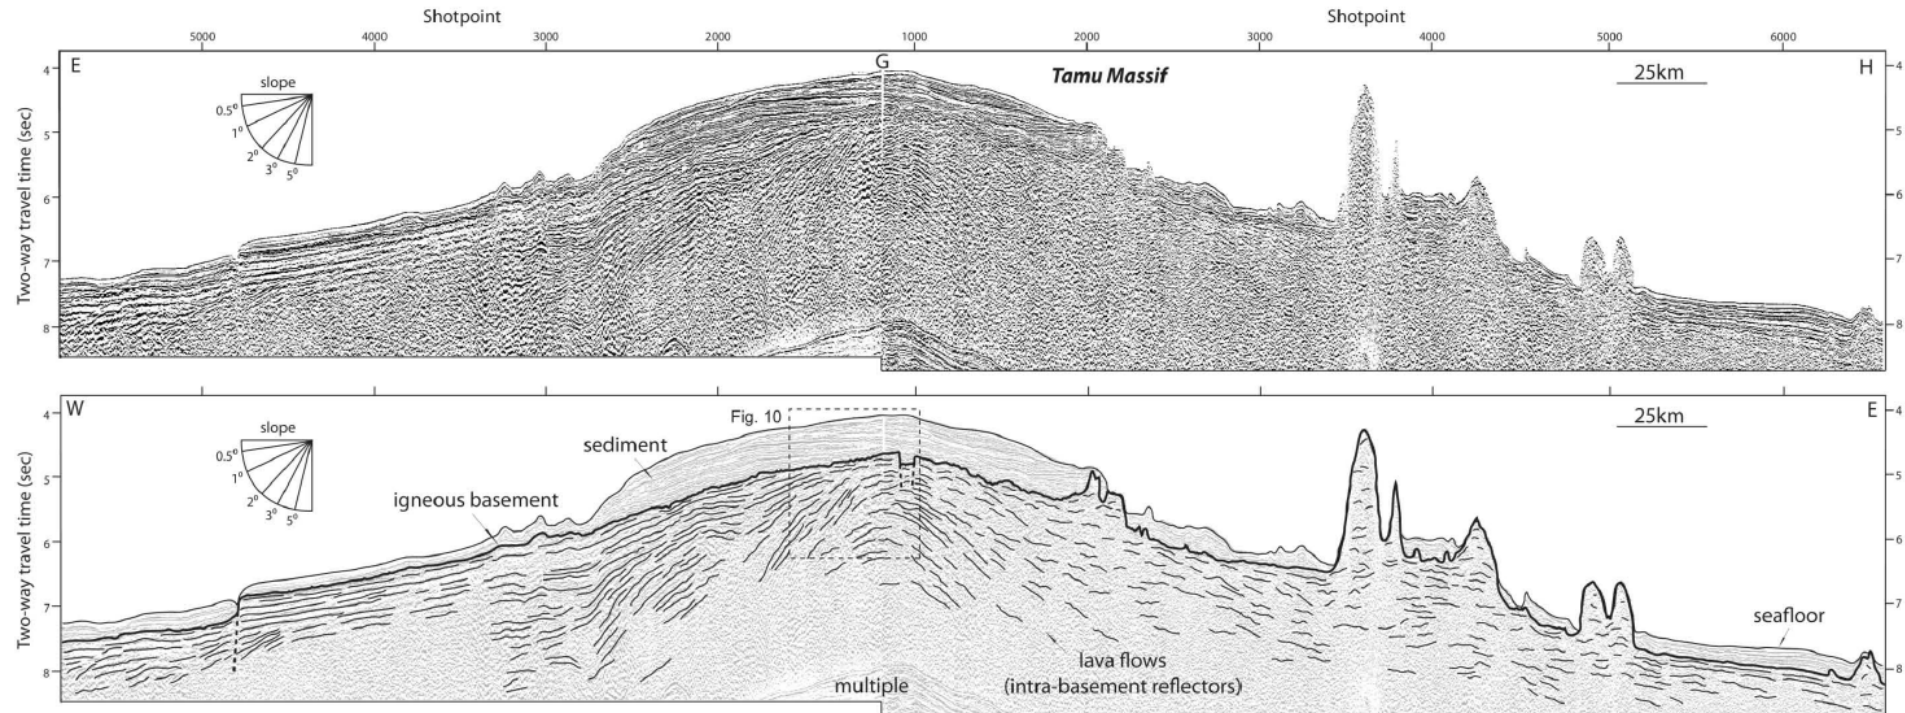 Shotpoint Shotpoint
5000 4000 3000 2000 1000 2000 3000 4000 5000 6000
E G Tamu Massif 25km H
slope
0.5° 1° 2° 3° 5°
Two-way travel time (sec)
4 5 6 7 8
4 5 6 7 8
W Fig. 10 25km E
slope
0.5° 1° 2° 3° 5°
sediment
igneous basement
seafloor
lava flows
(intra-basement reflectors)
multiple
Two-way travel time (sec)
4 5 6 7 8
4 5 6 7 8